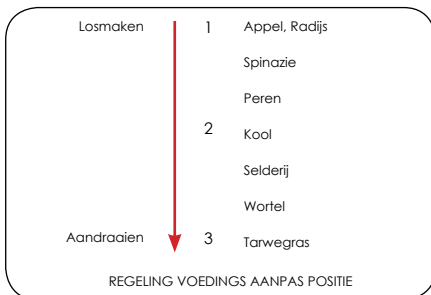 Losmaken 1 Appel, Radijs
Spinazie
Peren
2 Kool
Selderij
Wortel
Aandraaien 3 Tarwegras
REGELING VOEDINGS AANPAS POSITIE